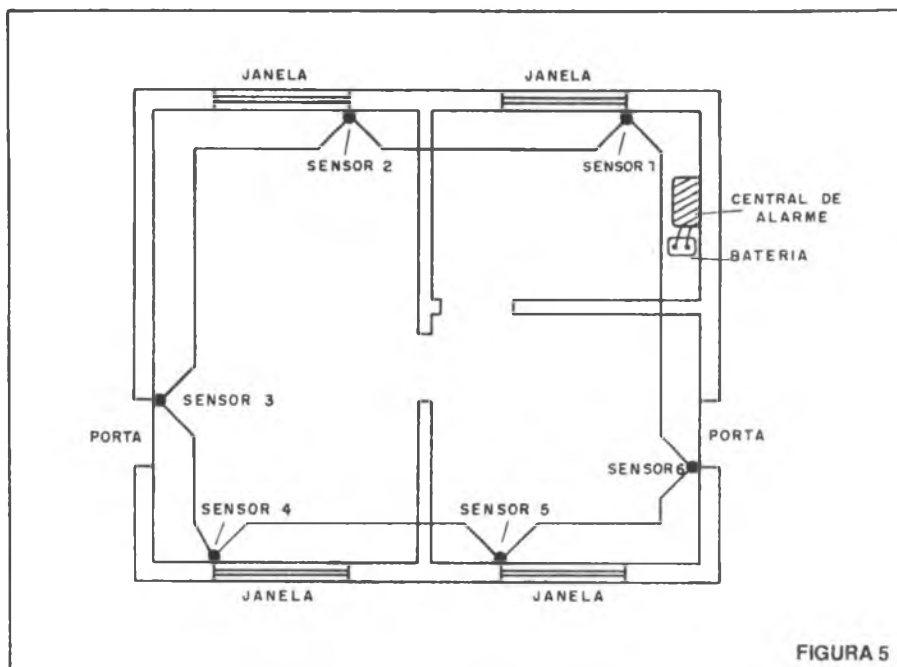 JANELA
JANELA
SENSOR 2
SENSOR 1
CENTRAL DE
ALARME
BATERIA
SENSOR 3
PORTA
PORTA
SENSOR 6
SENSOR 4
SENSOR 5
JANELA
JANELA
FIGURA 5